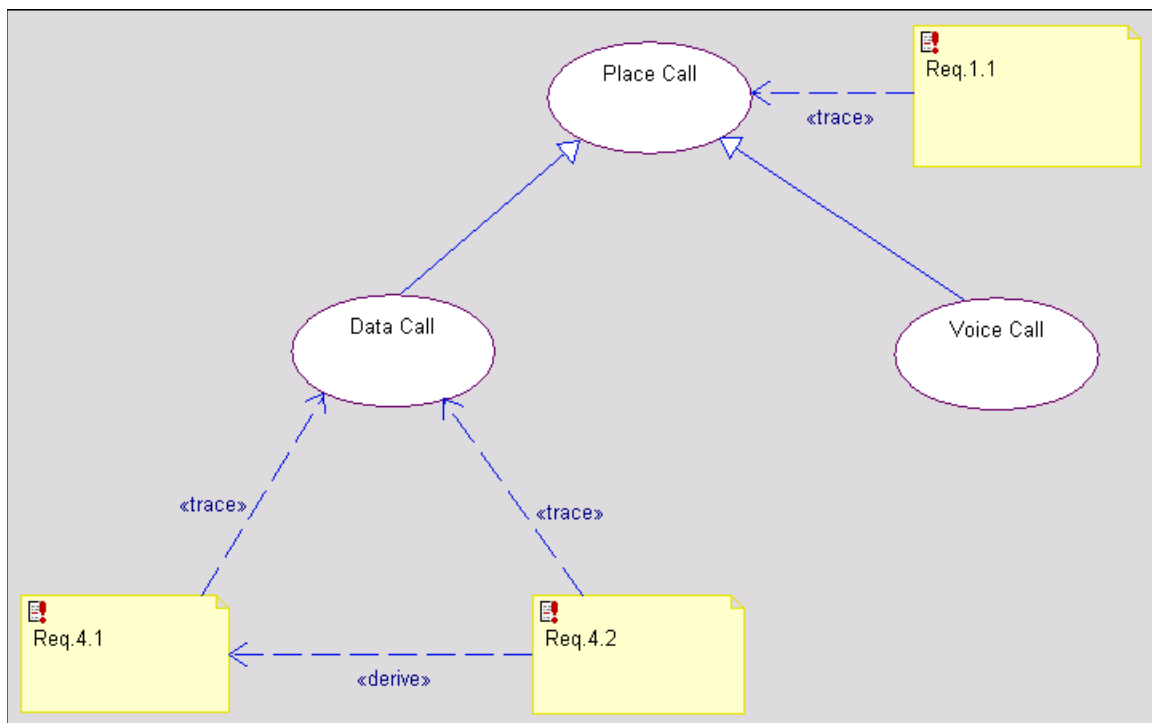 Place Call
Req.1.1
«trace»
Data Call
Voice Call
«trace»
«trace»
Req.4.1
Req.4.2
«derive»